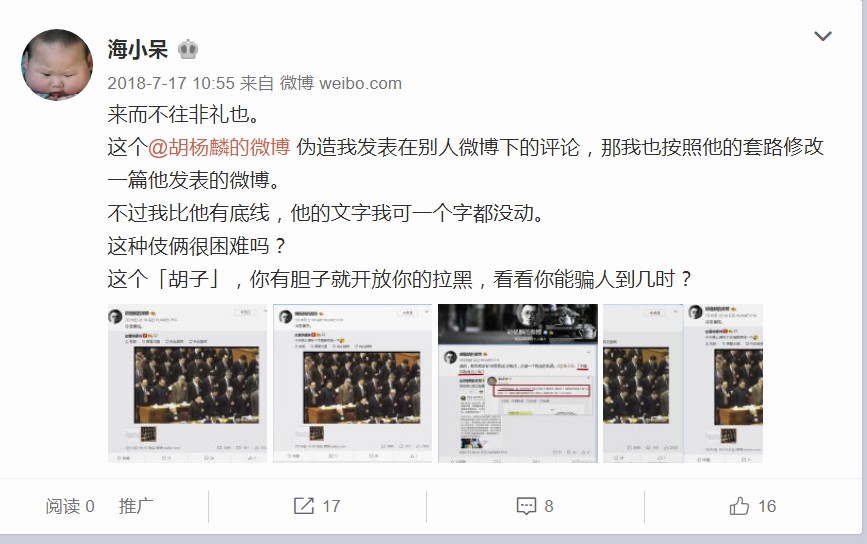 海小呆
2018-7-17 10:55 来自 微博 weibo.com
来而不往非礼也。
这个@胡杨麟的微博 伪造我发表在别人微博下的评论，那我也按照他的套路修改
一篇他发表的微博。
不过我比他有底线，他的文字我可一个字都没动。
这种伎俩很困难吗？
这个「胡子」，你有胆子就开放你的拉黑，看看你能骗人到几时？
阅读 0 推广 17 8 16